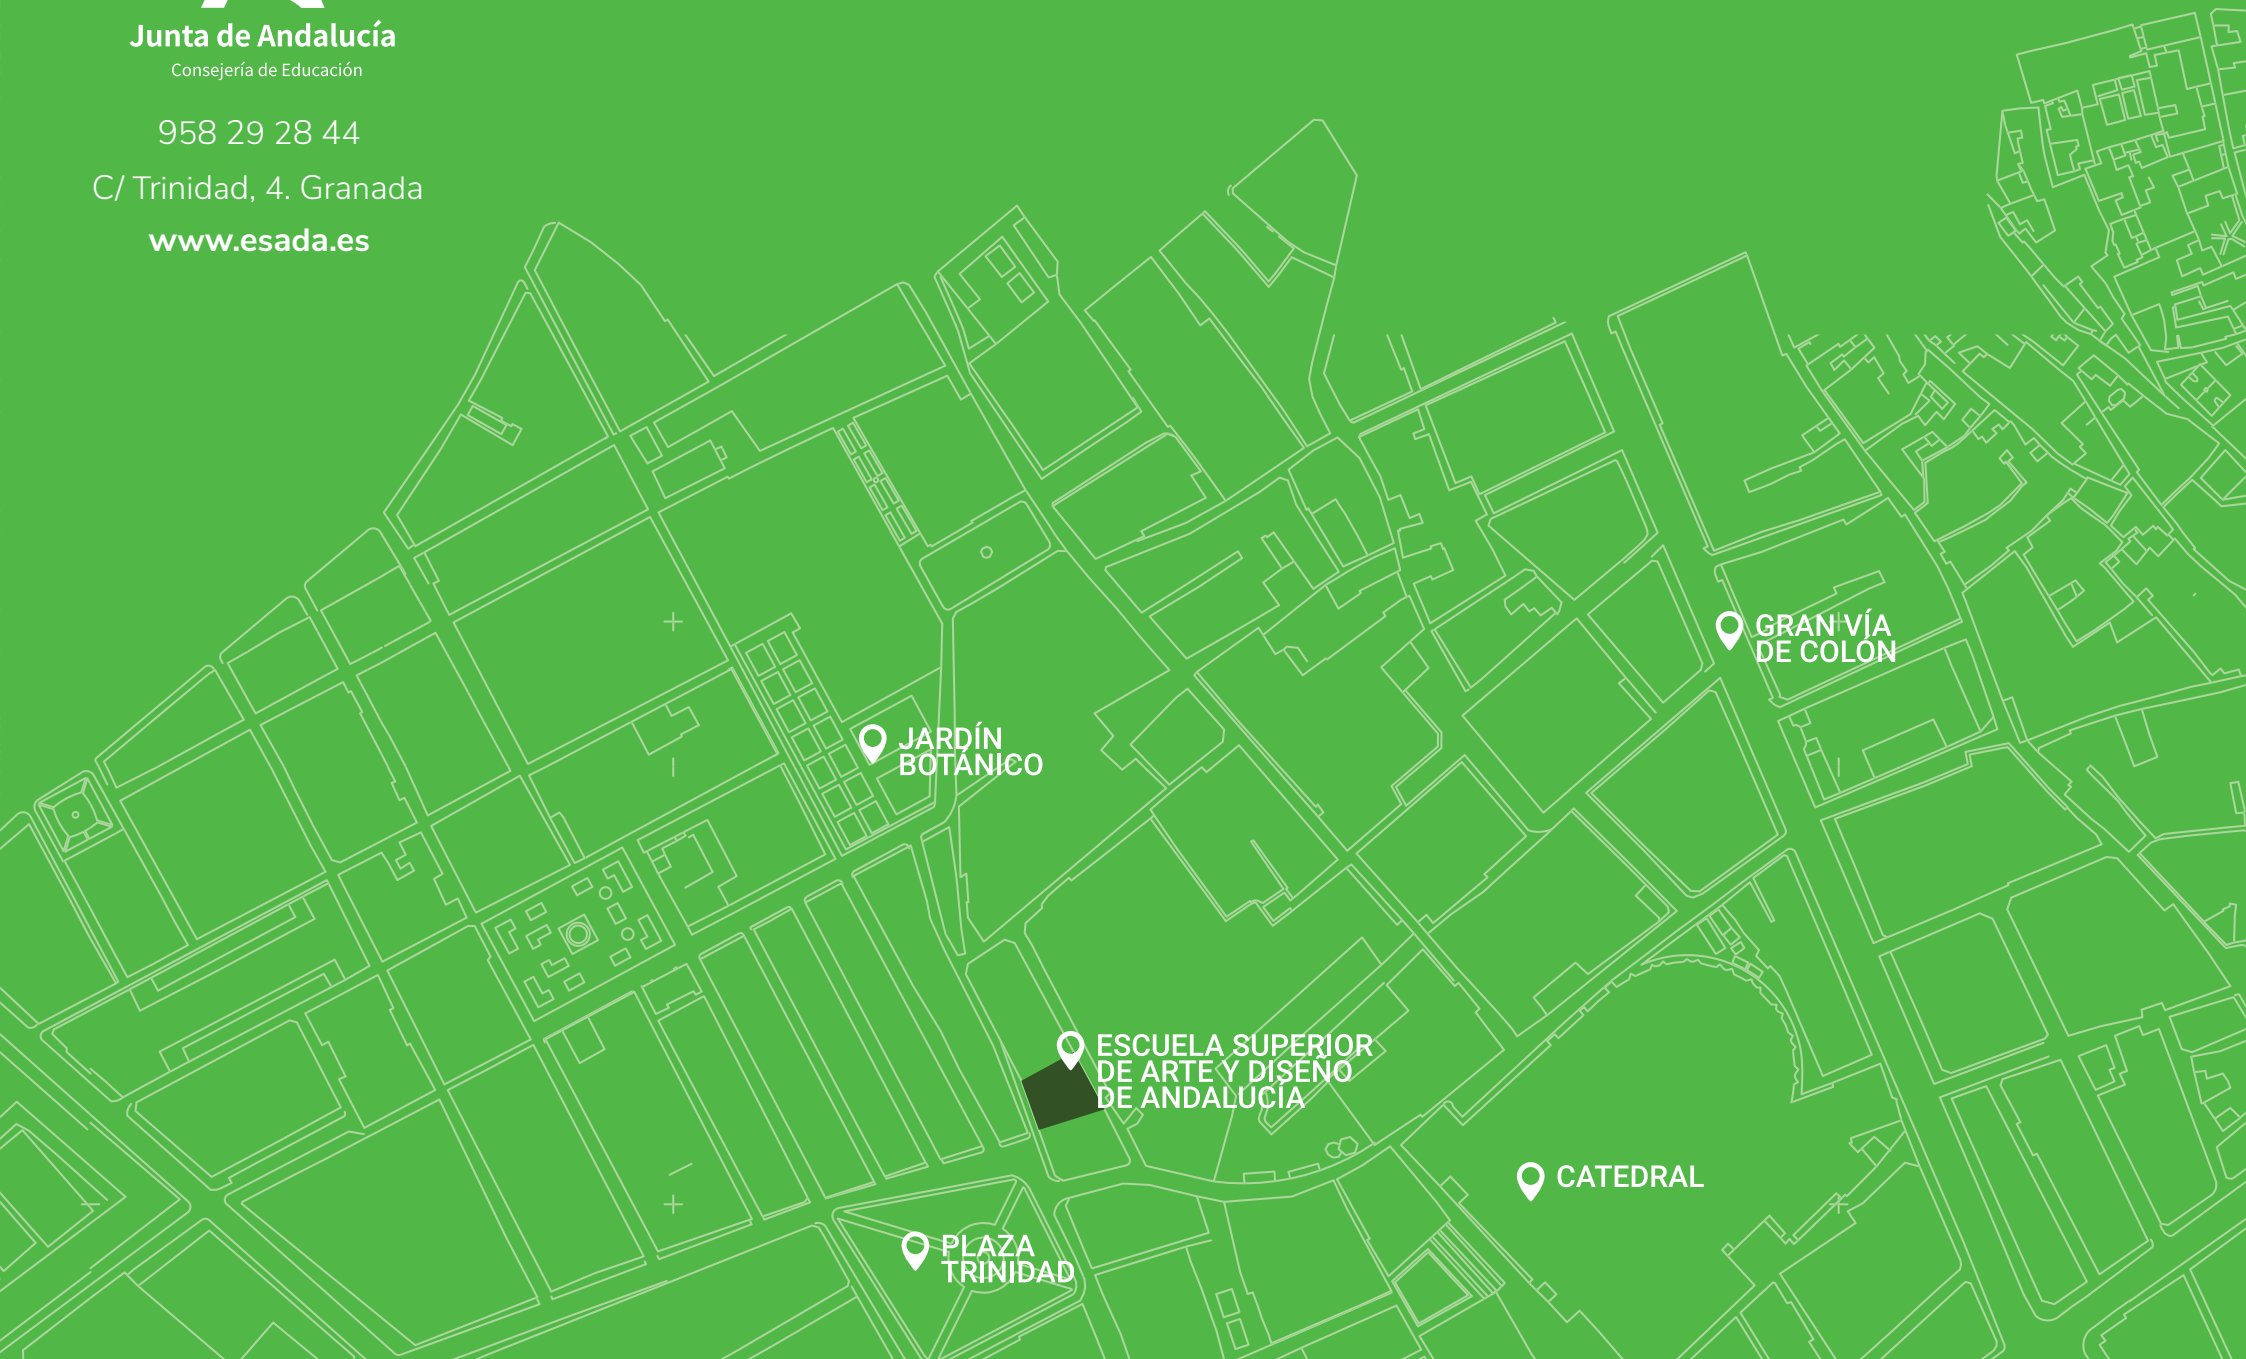 Junta de Andalucía
Consejería de Educación
958 29 28 44
C/ Trinidad, 4. Granada
www.esada.es
GRAN VÍA
DE COLÓN
JARDÍN
BOTÁNICO
ESCUELA SUPERIOR
DE ARTE Y DISEÑO
DE ANDALUCÍA
CATEDRAL
PLAZA
TRINIDAD